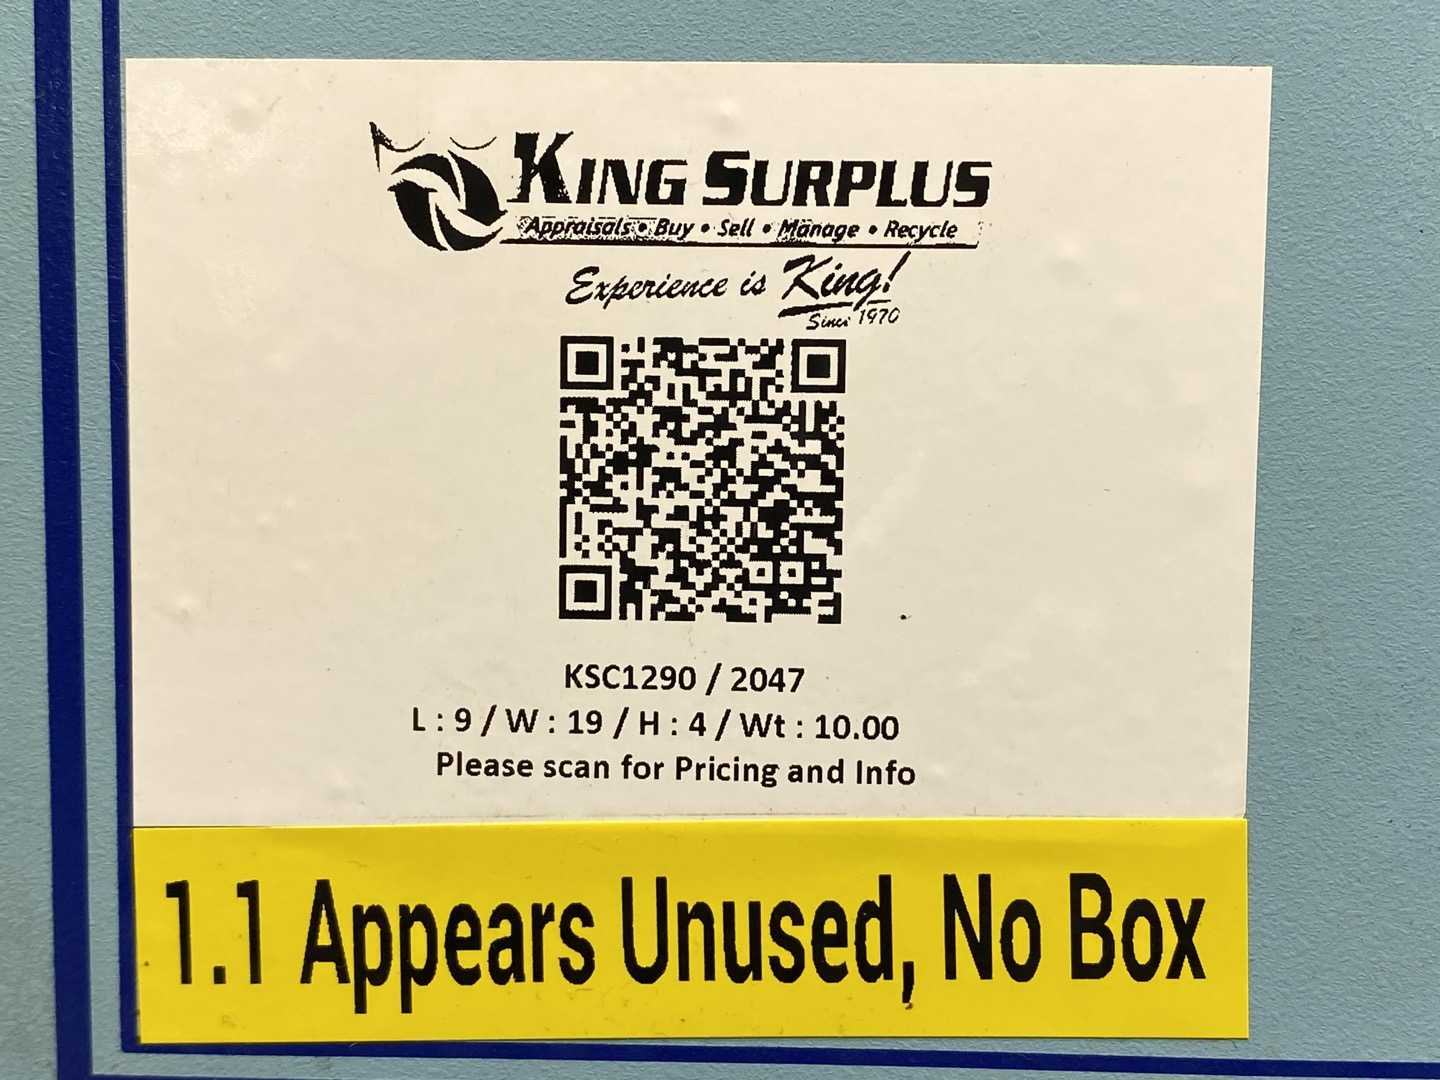 KING SURPLUS
Appraisals • Buy • Sell • Manage • Recycle
Experience is King!
Since 1970
KSC1290 / 2047
L : 9 / W : 19 / H : 4 / Wt : 10.00
Please scan for Pricing and Info
1.1 Appears Unused, No Box